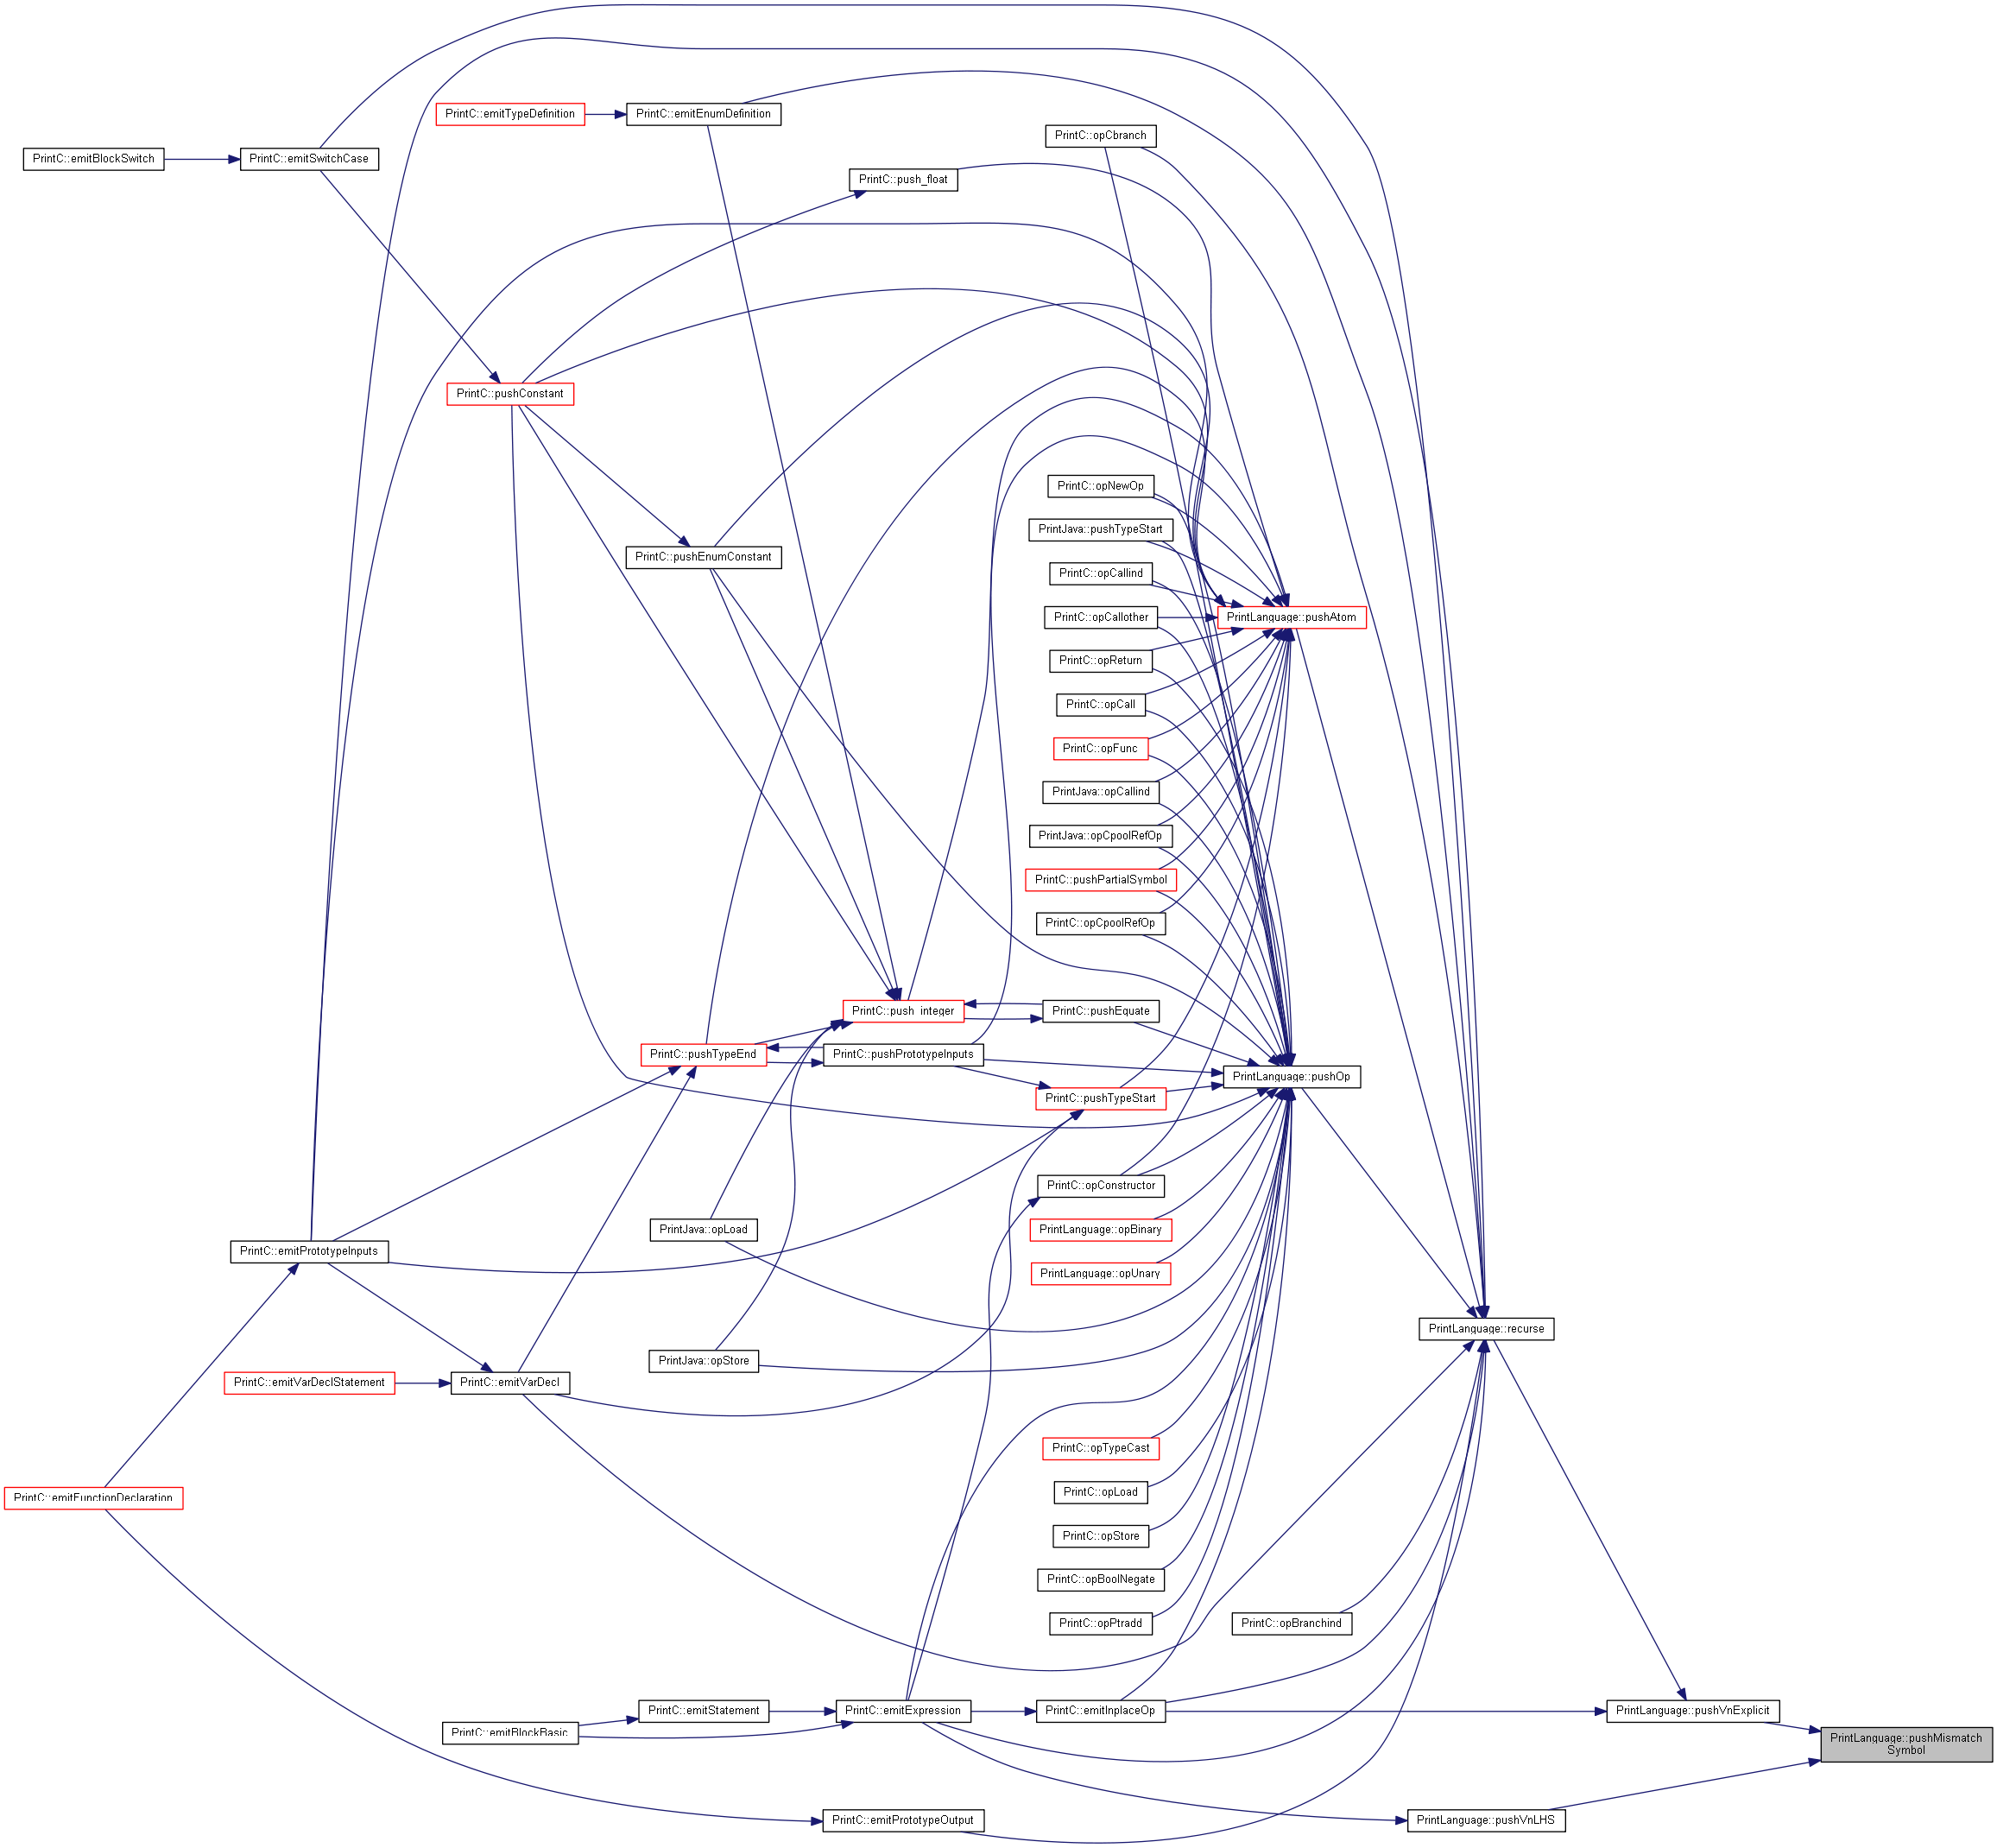 PrintC::emitTypeDefinition
PrintC::emitEnumDefinition
PrintC::opCbranch
PrintC::emitBlockSwitch
PrintC::emitSwitchCase
PrintC::push_float
PrintC::pushConstant
PrintC::opNewOp
PrintJava::pushTypeStart
PrintC::pushEnumConstant
PrintC::opCallind
PrintC::opCallother
PrintLanguage::pushAtom
PrintC::opReturn
PrintC::opCall
PrintC::opFunc
PrintJava::opCallind
PrintJava::opCpoolRefOp
PrintC::pushPartialSymbol
PrintC::opCpoolRefOp
PrintC::push_integer
PrintC::pushEquate
PrintC::pushTypeEnd
PrintC::pushPrototypeInputs
PrintLanguage::pushOp
PrintC::pushTypeStart
PrintC::opConstructor
PrintJava::opLoad
PrintLanguage::opBinary
PrintC::emitPrototypeInputs
PrintLanguage::opUnary
PrintLanguage::recurse
PrintJava::opStore
PrintC::emitVarDeclStatement
PrintC::emitVarDecl
PrintC::opTypeCast
PrintC::opLoad
PrintC::emitFunctionDeclaration
PrintC::opStore
PrintC::opBoolNegate
PrintC::opPtradd
PrintC::opBranchind
PrintC::emitStatement
PrintC::emitExpression
PrintC::emitInplaceOp
PrintLanguage::pushVnExplicit
PrintC::emitBlockBasic
PrintLanguage::pushMismatch
Symbol
PrintC::emitPrototypeOutput
PrintLanguage::pushVnLHS